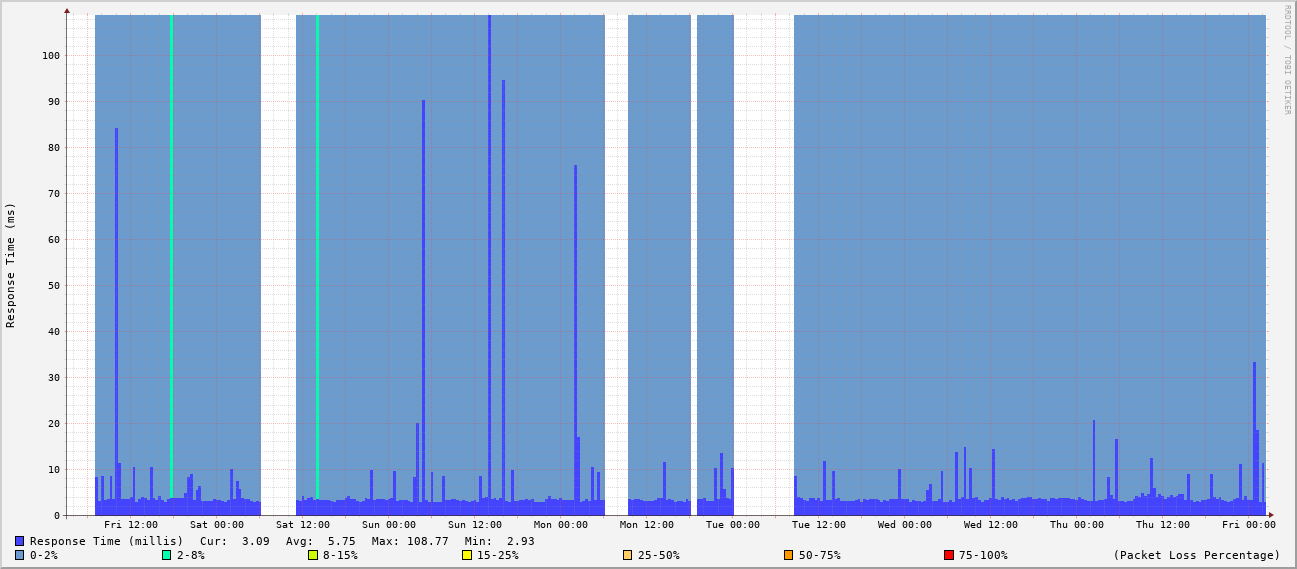 RRDTOOL / TOBI OETIKER
Response Time (ms)
100
90
80
70
60
50
40
30
20
10
0
Fri 12:00 Sat 00:00 Sat 12:00 Sun 00:00 Sun 12:00 Mon 00:00 Mon 12:00 Tue 00:00 Tue 12:00 Wed 00:00 Wed 12:00 Thu 00:00 Thu 12:00 Fri 00:00
Response Time (millis) Cur: 3.09 Avg: 5.75 Max: 108.77 Min: 2.93
0-2% 2-8% 8-15% 15-25% 25-50% 50-75% 75-100% (Packet Loss Percentage)